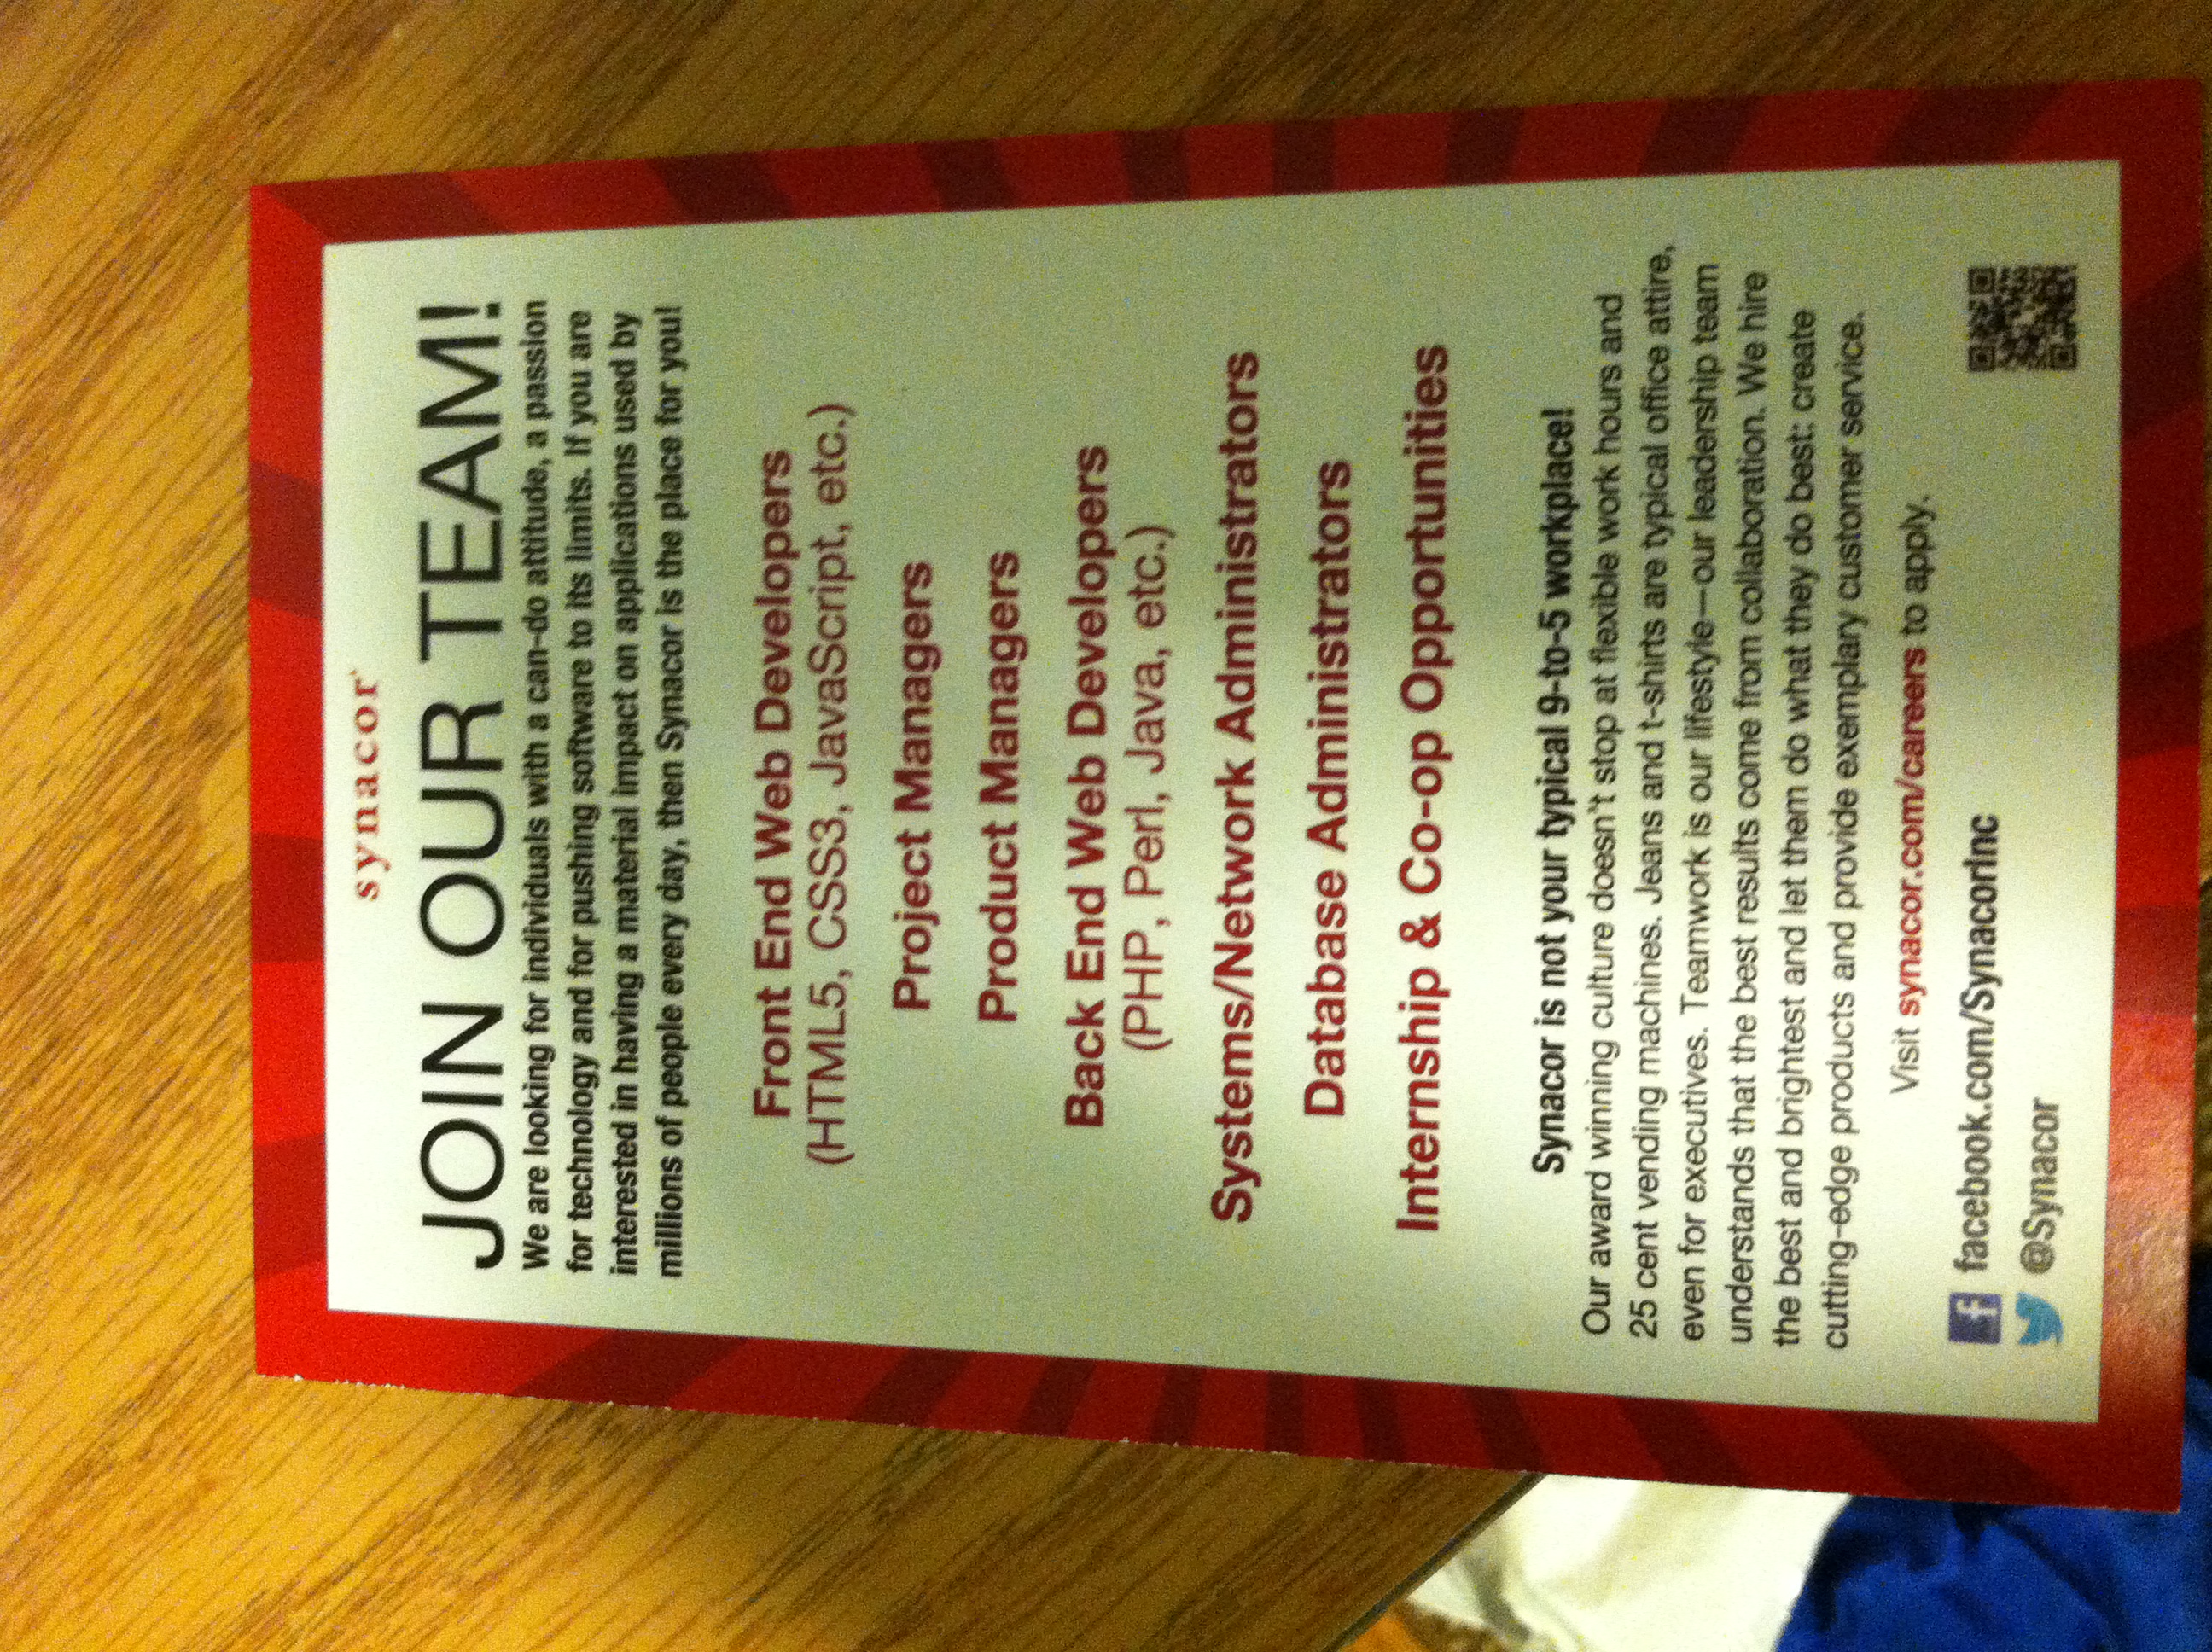 synacor
JOIN OUR TEAM!
We are looking for individuals with a can-do attitude, a passion
for technology and for pushing software to its limits. If you are
interested in having a material impact on applications used by
millions of people every day, then Synacor is the place for you!
Front End Web Developers
(HTML5, CSS3, JavaScript, etc.)
Project Managers
Product Managers
Back End Web Developers
(PHP, Perl, Java, etc.)
Systems/Network Administrators
Database Administrators
Internship & Co-op Opportunities
Synacor is not your typical 9-to-5 workplace!
Our award winning culture doesn't stop at flexible work hours and
25 cent vending machines. Jeans and t-shirts are typical office attire,
even for executives. Teamwork is our lifestyle—our leadership team
understands that the best results come from collaboration. We hire
the best and brightest and let them do what they do best: create
cutting-edge products and provide exemplary customer service.
Visit synacor.com/careers to apply.
facebook.com/SynacorInc
@Synacor